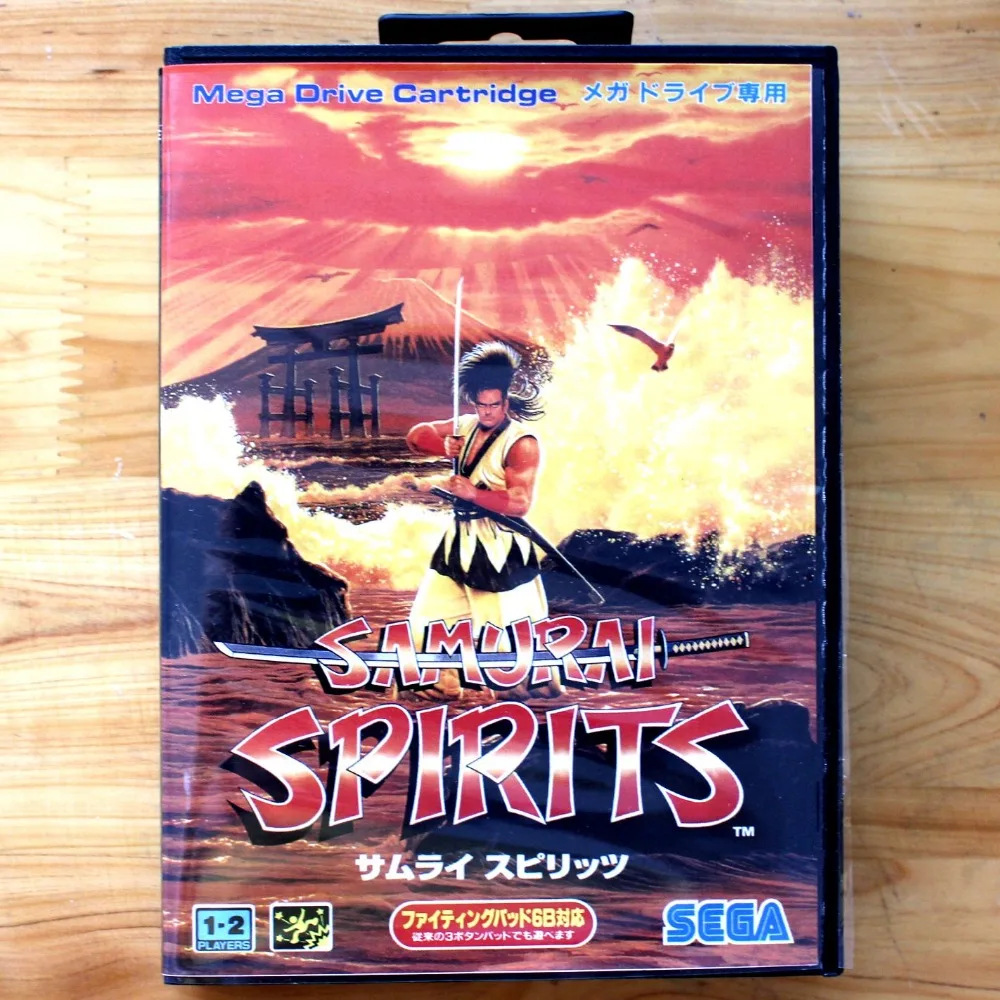 Mega Drive Cartridge メガドライブ専用
SAMURAI
SPIRITS™
サムライ スピリッツ
1-2
PLAYERS
ファイティングパッド6B対応
従来の3ボタンパッドでも遊べます
SEGA